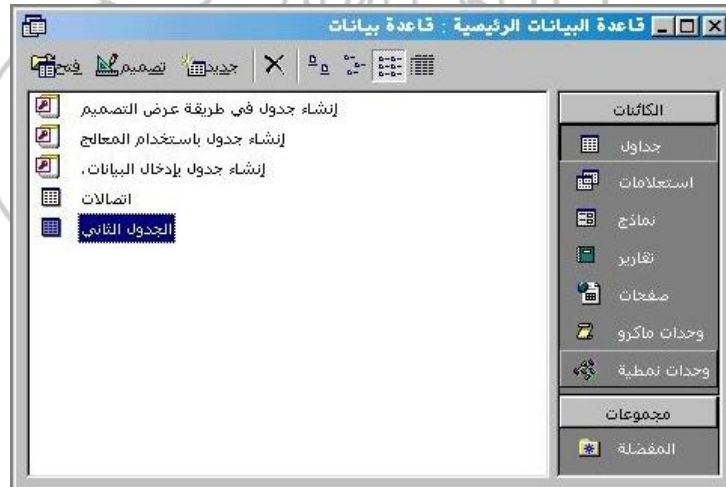 قاعدة البيانات الرئيصية : قاعدة بيانات
فتح تصميم جديد
الكائنات
جداول
استعلامات
نماذج
تقارير
صفحات
وحدات ماكرو
وحدات نمطية
مجموعات
المفضلة
إنشاء جدول في طريقة عرض التصميم
إنشاء جدول باستخدام المعالج
إنشاء جدول بإدخال البيانات.
اتصالات
الجدول الثاني